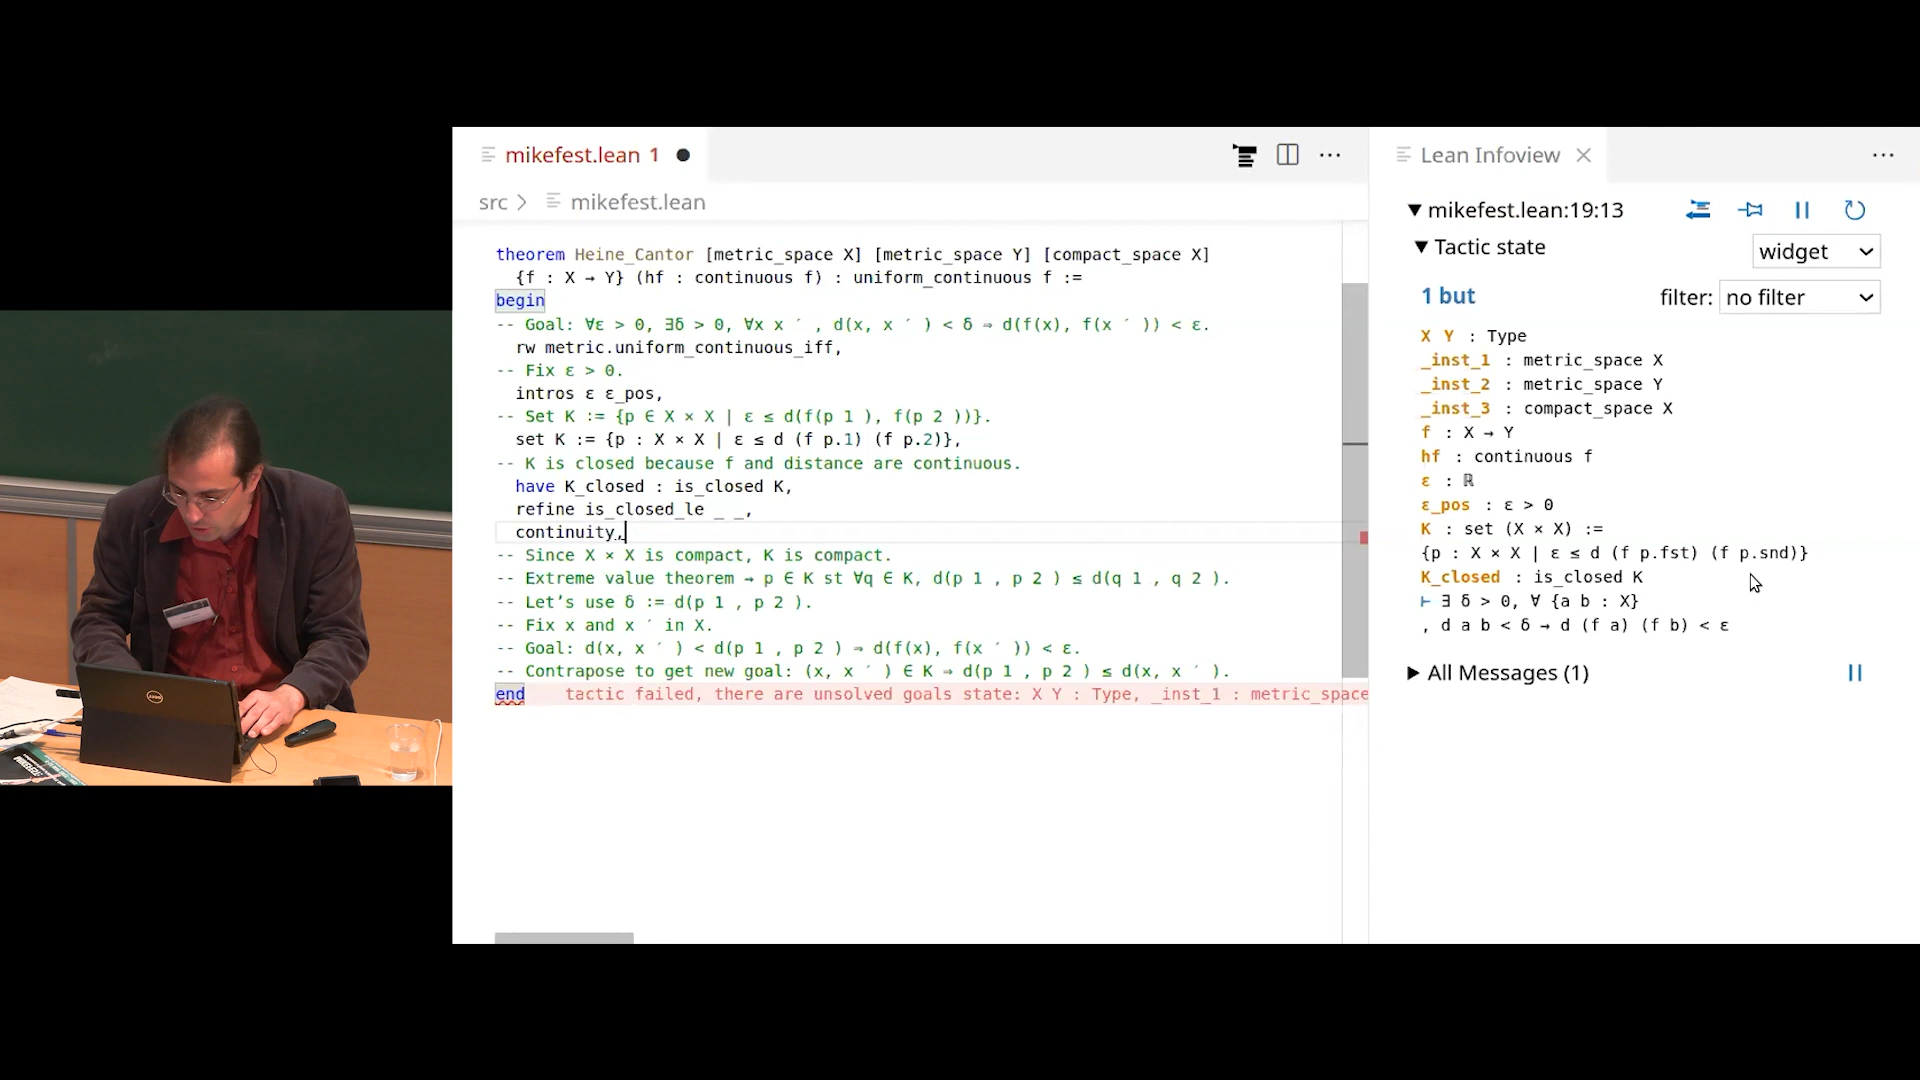 mikefest.lean 1
src > mikefest.lean
theorem Heine_Cantor [metric_space X] [metric_space Y] [compact_space X]
{f : X → Y} (hf : continuous f) : uniform_continuous f :=
begin
-- Goal: ∀ε > 0, ∃δ > 0, ∀x x ′ , d(x, x ′ ) < δ ⇒ d(f(x), f(x ′ )) < ε.
rw metric.uniform_continuous_iff,
-- Fix ε > 0.
intros ε ε_pos,
-- Set K := {p ∈ X × X | ε ≤ d(f(p 1 ), f(p 2 ))}.
set K := {p : X × X | ε ≤ d (f p.1) (f p.2)},
-- K is closed because f and distance are continuous.
have K_closed : is_closed K,
refine is_closed_le _ _,
continuity,
-- Since X × X is compact, K is compact.
-- Extreme value theorem → p ∈ K st ∀q ∈ K, d(p 1 , p 2 ) ≤ d(q 1 , q 2 ).
-- Let’s use δ := d(p 1 , p 2 ).
-- Fix x and x ′ in X.
-- Goal: d(x, x ′ ) < d(p 1 , p 2 ) ⇒ d(f(x), f(x ′ )) < ε.
-- Contrapose to get new goal: (x, x ′ ) ∈ K ⇒ d(p 1 , p 2 ) ≤ d(x, x ′ ).
end tactic failed, there are unsolved goals state: X Y : Type, _inst_1 : metric_space
Lean Infoview
mikefest.lean:19:13
Tactic state
widget
1 but
filter: no filter
X Y : Type
_inst_1 : metric_space X
_inst_2 : metric_space Y
_inst_3 : compact_space X
f : X → Y
hf : continuous f
ε : ℝ
ε_pos : ε > 0
K : set (X × X) :=
{p : X × X | ε ≤ d (f p.fst) (f p.snd)}
K_closed : is_closed K
⊢ ∃ δ > 0, ∀ {a b : X}
, d a b < δ → d (f a) (f b) < ε
All Messages (1)
DELL